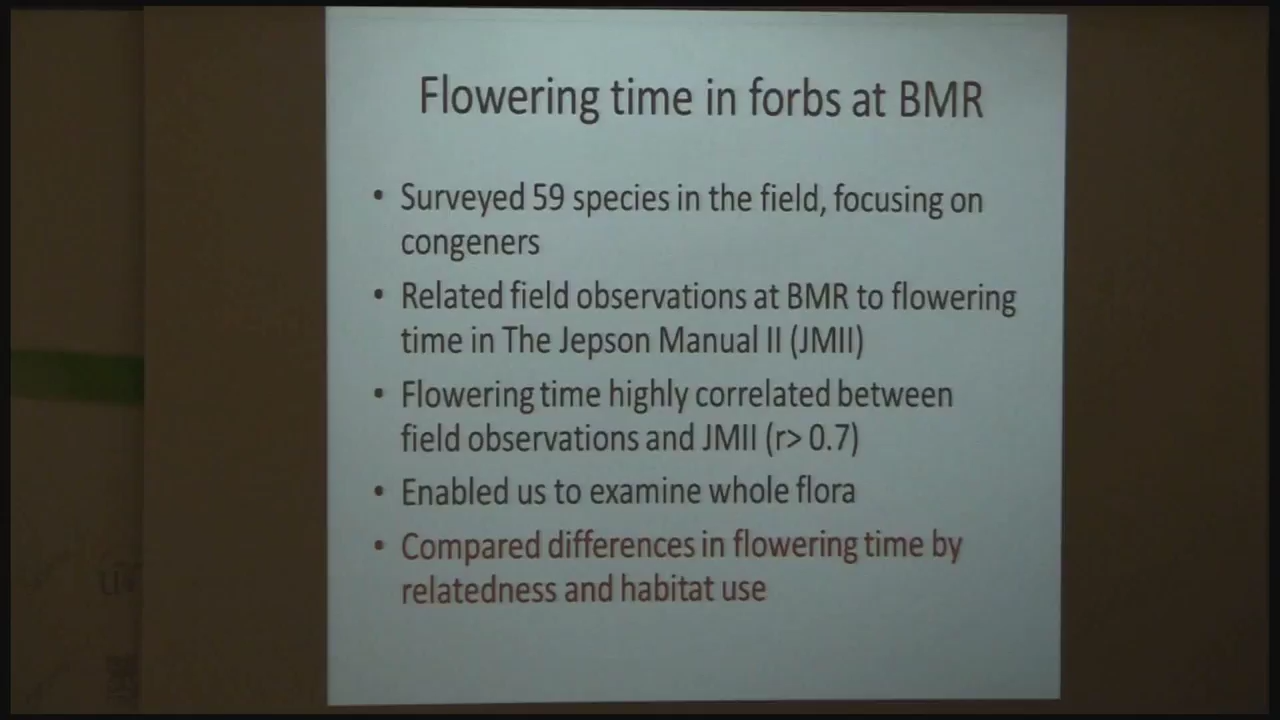 Flowering time in forbs at BMR
• Surveyed 59 species in the field, focusing on
congeners
• Related field observations at BMR to flowering
time in The Jepson Manual II (JMII)
• Flowering time highly correlated between
field observations and JMII (r> 0.7)
• Enabled us to examine whole flora
• Compared differences in flowering time by
relatedness and habitat use